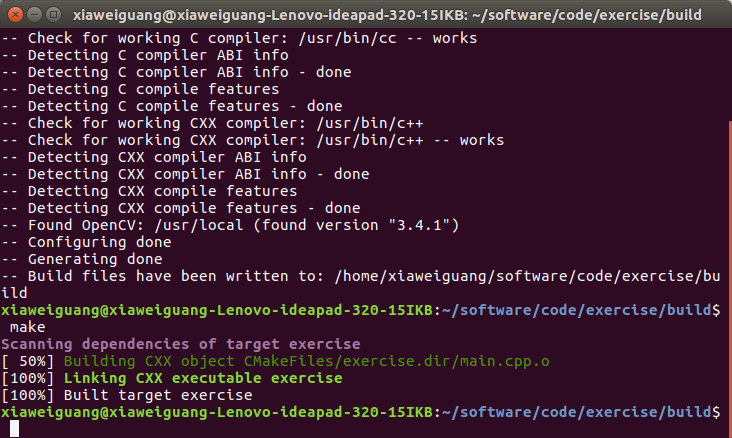 xiaweiguang@xiaweiguang-Lenovo-ideapad-320-15IKB: ~/software/code/exercise/build
-- Check for working C compiler: /usr/bin/cc -- works
-- Detecting C compiler ABI info
-- Detecting C compiler ABI info - done
-- Detecting C compile features
-- Detecting C compile features - done
-- Check for working CXX compiler: /usr/bin/c++
-- Check for working CXX compiler: /usr/bin/c++ -- works
-- Detecting CXX compiler ABI info
-- Detecting CXX compiler ABI info - done
-- Detecting CXX compile features
-- Detecting CXX compile features - done
-- Found OpenCV: /usr/local (found version "3.4.1")
-- Configuring done
-- Generating done
-- Build files have been written to: /home/xiaweiguang/software/code/exercise/bu
ild
xiaweiguang@xiaweiguang-Lenovo-ideapad-320-15IKB:~/software/code/exercise/build$
 make
Scanning dependencies of target exercise
[ 50%] Building CXX object CMakeFiles/exercise.dir/main.cpp.o
[100%] Linking CXX executable exercise
[100%] Built target exercise
xiaweiguang@xiaweiguang-Lenovo-ideapad-320-15IKB:~/software/code/exercise/build$